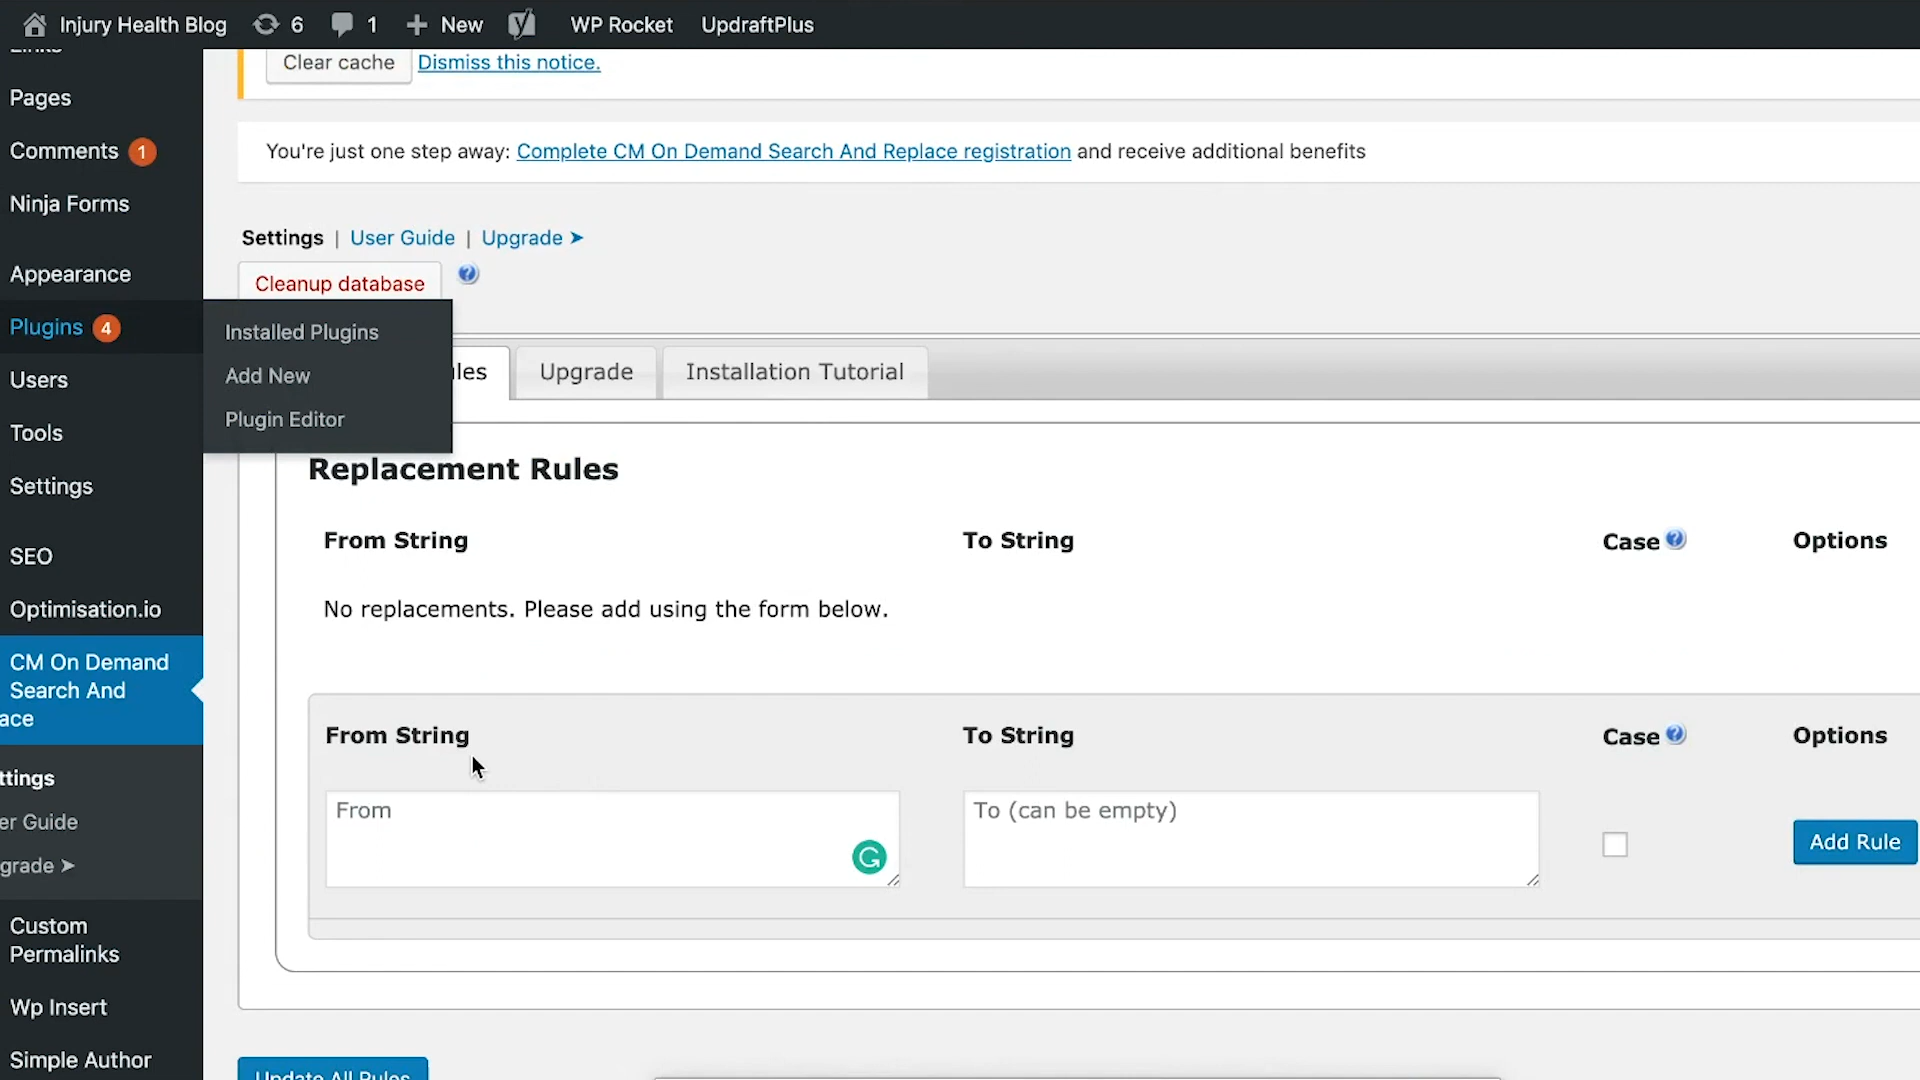 Injury Health Blog 6 1 + New WP Rocket UpdraftPlus
Pages
Comments 1
Ninja Forms
Appearance
Plugins 4
Users
Tools
Settings
SEO
Optimisation.io
CM On Demand
Search And
ace
ttings
er Guide
grade ➤
Custom
Permalinks
Wp Insert
Simple Author
Installed Plugins
Add New
Plugin Editor
Clear cache Dismiss this notice.
You're just one step away: Complete CM On Demand Search And Replace registration and receive additional benefits
Settings | User Guide | Upgrade ➤
Cleanup database ?
les Upgrade Installation Tutorial
Replacement Rules
From String To String Case ? Options
No replacements. Please add using the form below.
From String To String Case ? Options
From To (can be empty) Add Rule
Update All Rules